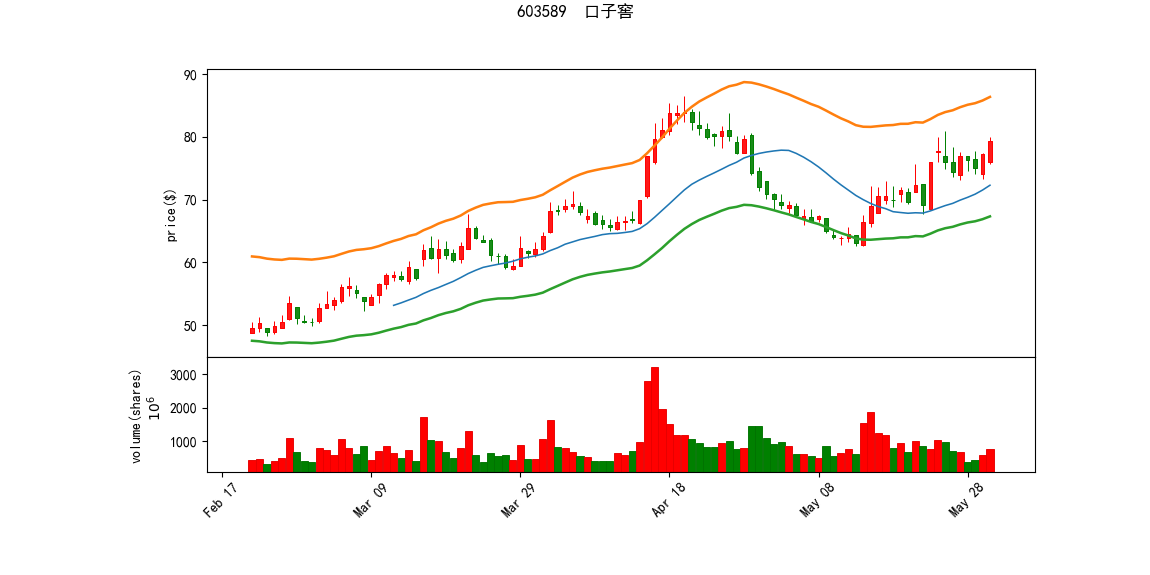 603589 口子窖
90
80
70
60
50
price($)
3000
2000
1000
volume(shares)
10^6
Feb 17
Mar 09
Mar 29
Apr 18
May 08
May 28